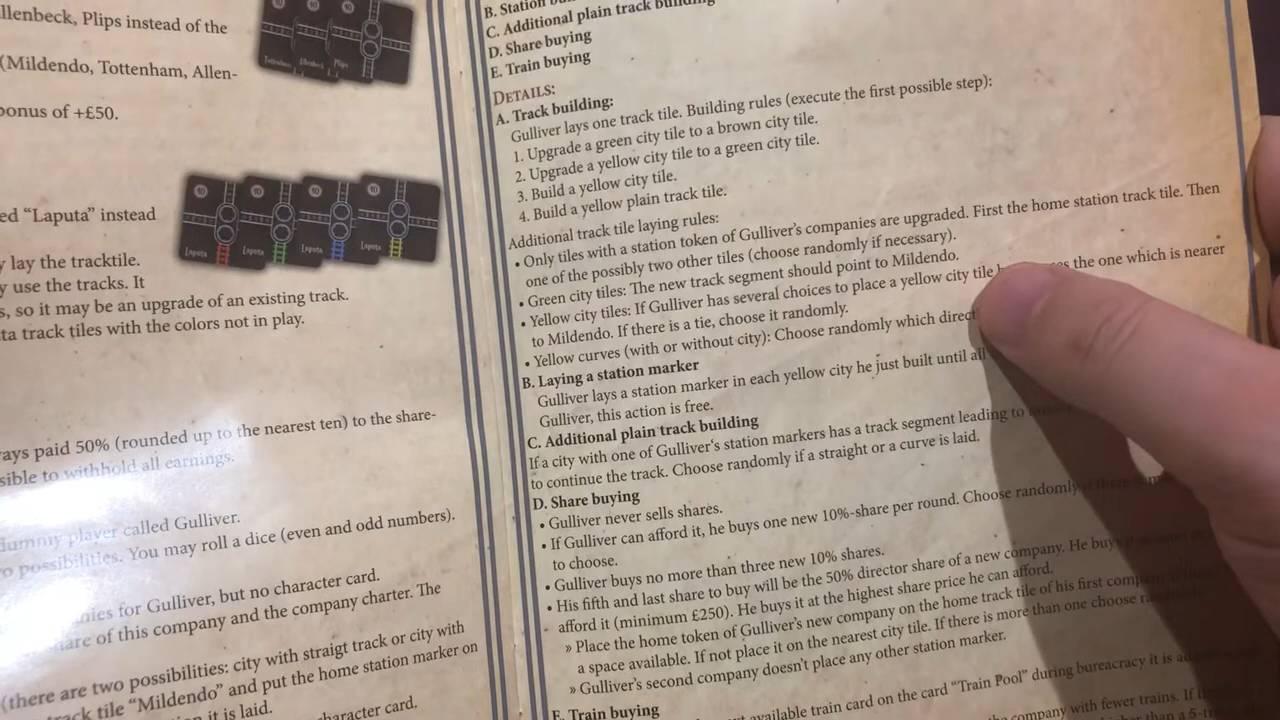 llenbeck, Plips instead of the
(Mildendo, Tottenham, Allen-
bonus of +£50.
ed “Laputa” instead
y lay the tracktile.
y use the tracks. It
s, so it may be an upgrade of an existing track.
ta track tiles with the colors not in play.
ays paid 50% (rounded up to the nearest ten) to the share-
sible to withhold all earnings.
dummy player called Gulliver.
o possibilities. You may roll a dice (even and odd numbers).
nies for Gulliver, but no character card.
hare of this company and the company charter. The
(there are two possibilities: city with straigt track or city with
track tile “Mildendo” and put the home station marker on
it is laid.
character card.
10
10
10
Tottenham
Allenbeck
Plips
10
10
10
10
Laputa
Laputa
Laputa
Laputa
B. Station
C. Additional plain track building
D. Share buying
E. Train buying
DETAILS:
A. Track building:
Gulliver lays one track tile. Building rules (execute the first possible step):
1. Upgrade a green city tile to a brown city tile.
2. Upgrade a yellow city tile to a green city tile.
3. Build a yellow city tile.
4. Build a yellow plain track tile.
Additional track tile laying rules:
• Only tiles with a station token of Gulliver’s companies are upgraded. First the home station track tile. Then
one of the possibly two other tiles (choose randomly if necessary).
• Green city tiles: The new track segment should point to Mildendo.
• Yellow city tiles: If Gulliver has several choices to place a yellow city tile the one which is nearer
to Mildendo. If there is a tie, choose it randomly.
• Yellow curves (with or without city): Choose randomly which direct
B. Laying a station marker
Gulliver lays a station marker in each yellow city he just built until all
Gulliver, this action is free.
C. Additional plain track building
If a city with one of Gulliver‘s station markers has a track segment leading to
to continue the track. Choose randomly if a straight or a curve is laid.
D. Share buying
• Gulliver never sells shares.
• If Gulliver can afford it, he buys one new 10%-share per round. Choose randomly
to choose.
• Gulliver buys no more than three new 10% shares.
• His fifth and last share to buy will be the 50% director share of a new company. He buys
afford it (minimum £250). He buys it at the highest share price he can afford.
» Place the home token of Gulliver’s new company on the home track tile of his first
a space available. If not place it on the nearest city tile. If there is more than one choose
» Gulliver’s second company doesn’t place any other station marker.
E. Train buying
available train card on the card “Train Pool” during bureacracy it is
company with fewer trains. If